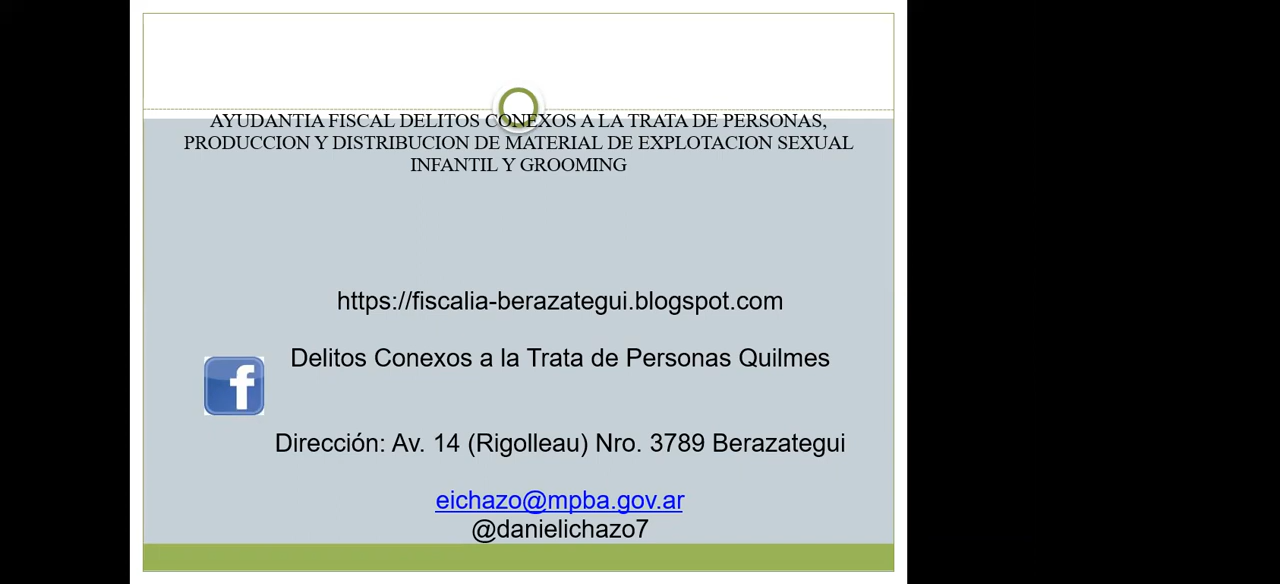 AYUDANTIA FISCAL DELITOS CONEXOS A LA TRATA DE PERSONAS,
PRODUCCION Y DISTRIBUCION DE MATERIAL DE EXPLOTACION SEXUAL
INFANTIL Y GROOMING
https://fiscalia-berazategui.blogspot.com
f
Delitos Conexos a la Trata de Personas Quilmes
Dirección: Av. 14 (Rigolleau) Nro. 3789 Berazategui
eichazo@mpba.gov.ar
@danielichazo7